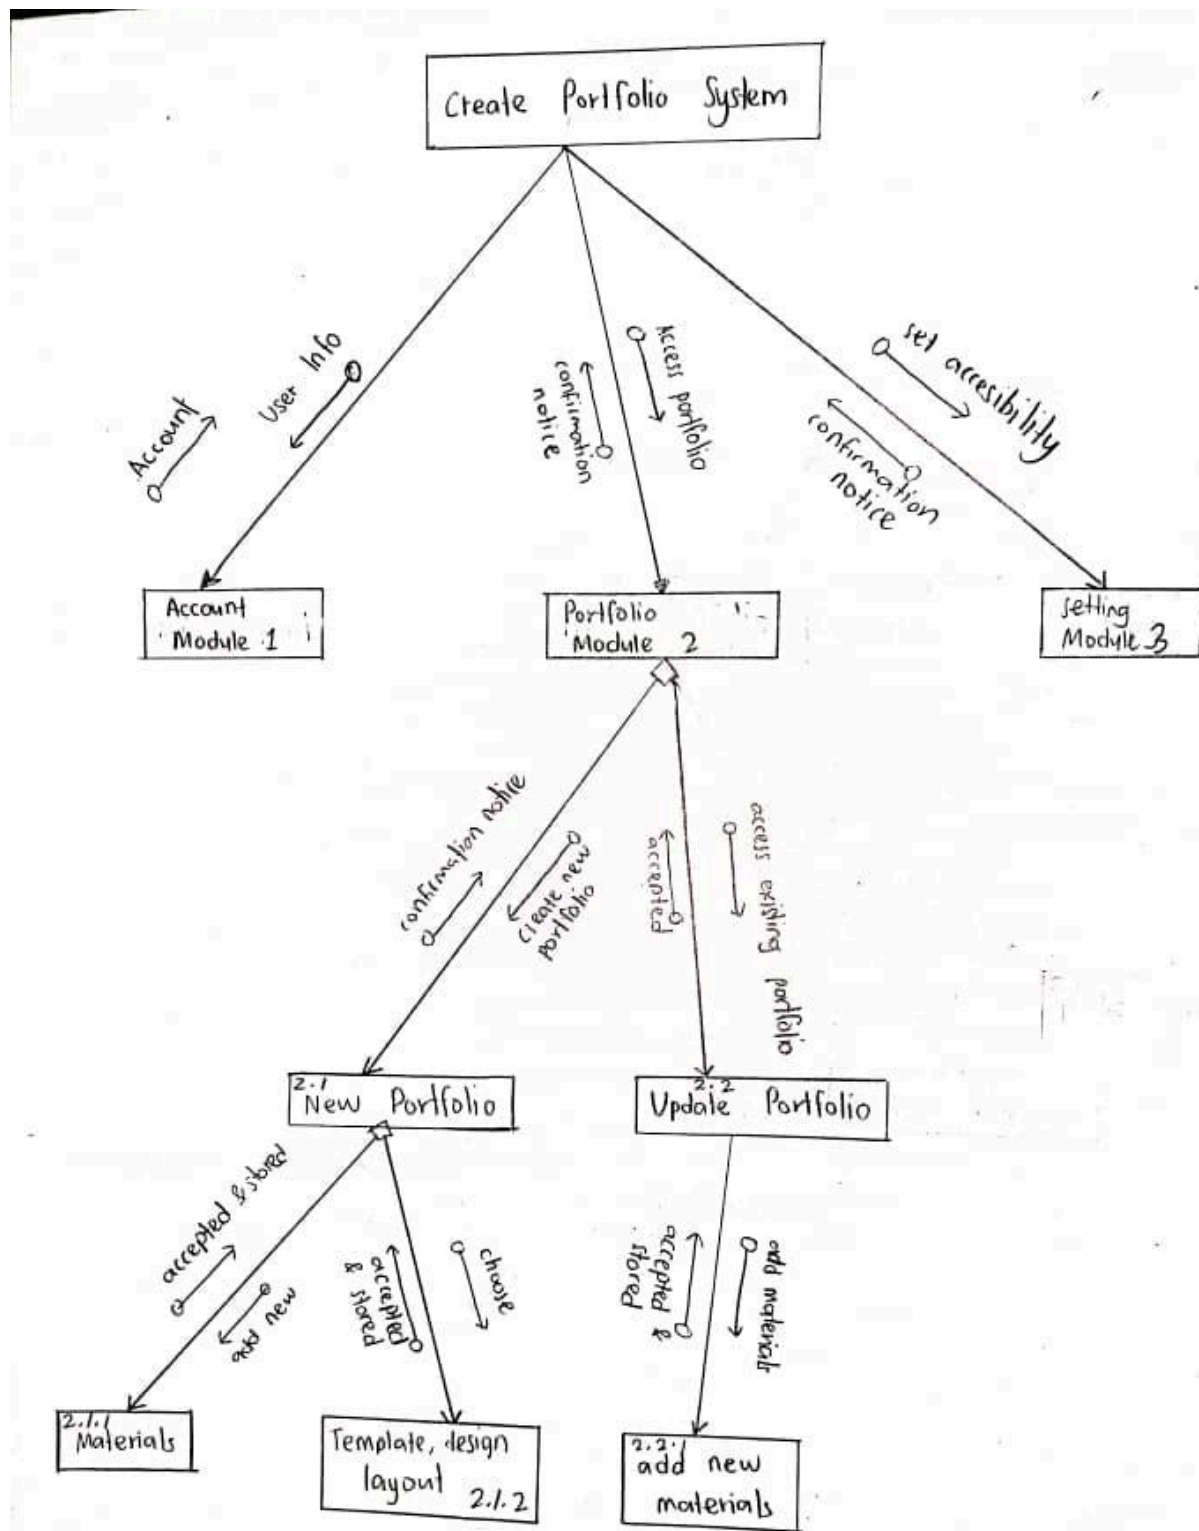 Create Portfolio System
Account
User Info
confirmation
notice
Access portfolio
set accesibility
confirmation
notice
Account
Module 1
Portfolio
Module 2
setting
Module 3
confirmation notice
Create new
portfolio
accepted
access existing portfolio
2.1
New Portfolio
2.2
Update Portfolio
accepted & stored
add new
accepted
& stored
choose
accepted &
stored
add materials
2.1.1
Materials
Template, design
layout
2.1.2
2.2.1
add new
materials